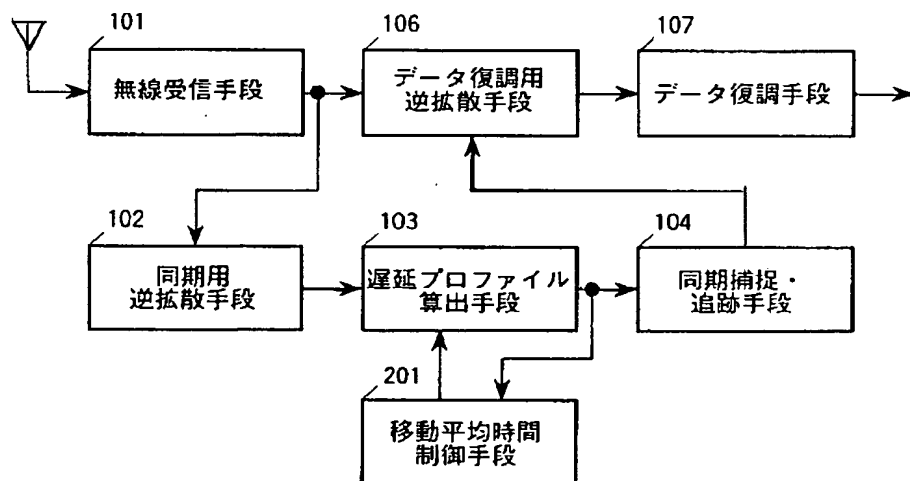 101
無線受信手段
106
データ復調用
逆拡散手段
107
データ復調手段
102
同期用
逆拡散手段
103
遅延プロファイル
算出手段
104
同期捕捉・
追跡手段
201
移動平均時間
制御手段